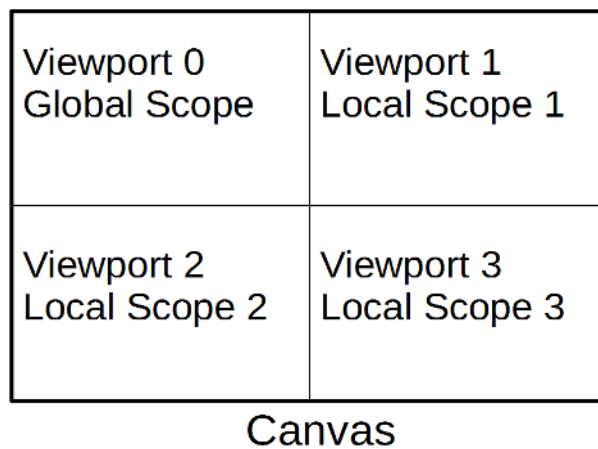 Viewport 0
Global Scope
Viewport 1
Local Scope 1
Viewport 2
Local Scope 2
Viewport 3
Local Scope 3
Canvas